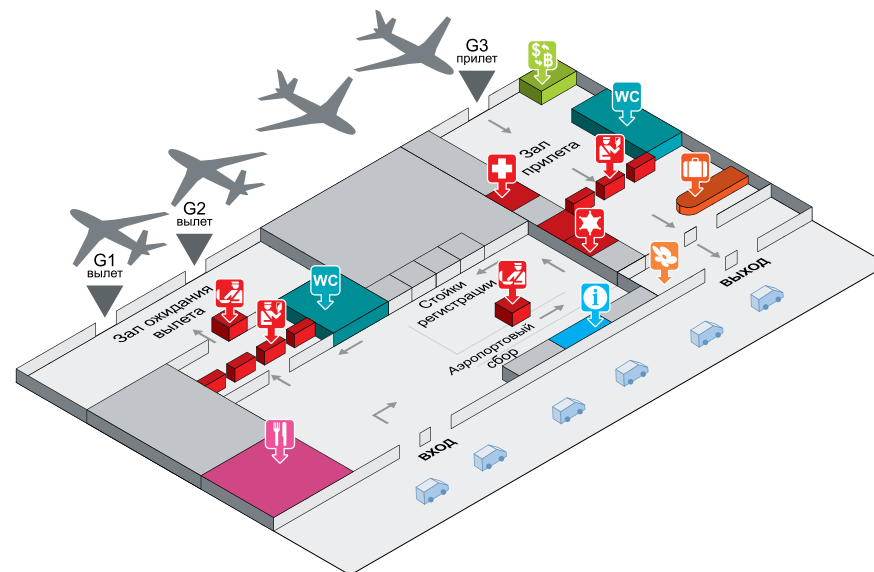 G3
прилет
$
B
WC
Зал
прилета
G2
вылет
G1
вылет
WC
Зал ожидания
вылета
Стойки
регистрации
i
Аэропортовый
сбор
ВЫХОД
ВХОД